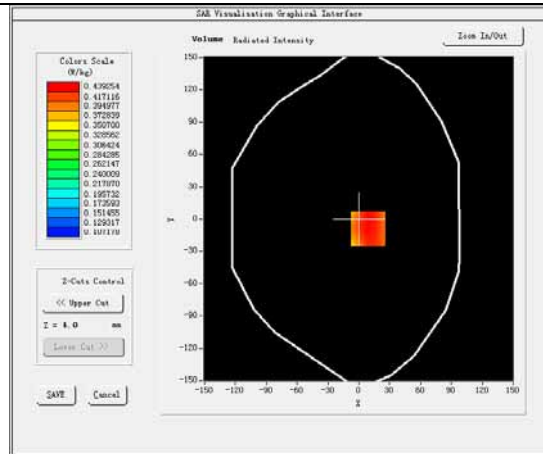 SAR Visualisation Graphical Interface
Volume Radiated Intensity
Zoom In/Out
Colors Scale
(W/kg)
0.439254
0.417116
0.394977
0.372839
0.350700
0.328562
0.306424
0.284285
0.262147
0.240009
0.217870
0.195732
0.173593
0.151455
0.129317
0.107178
Z-Cuts Control
<< Upper Cut
Z = 4.0 mm
Lower Cut >>
SAVE
Cancel
150
120
90
60
30
0
-30
-60
-90
-120
-150
Y
-150 -120 -90 -60 -30 0 30 60 90 120 150
X